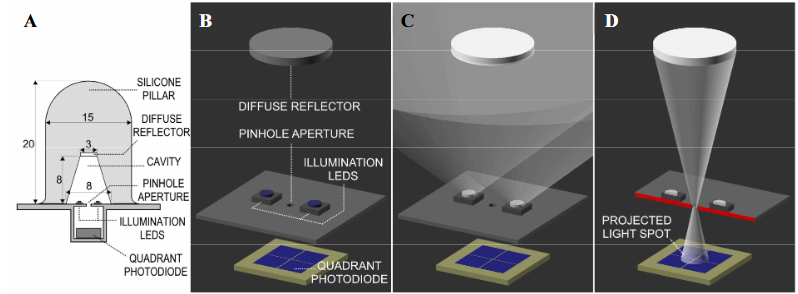 A
B
C
D
SILICONE
PILLAR
15
20
DIFFUSE
REFLECTOR
3
CAVITY
8
8
PINHOLE
APERTURE
ILLUMINATION
LEDS
QUADRANT
PHOTODIODE
DIFFUSE REFLECTOR
PINHOLE APERTURE
ILLUMINATION
LEDS
QUADRANT
PHOTODIODE
PROJECTED
LIGHT SPOT